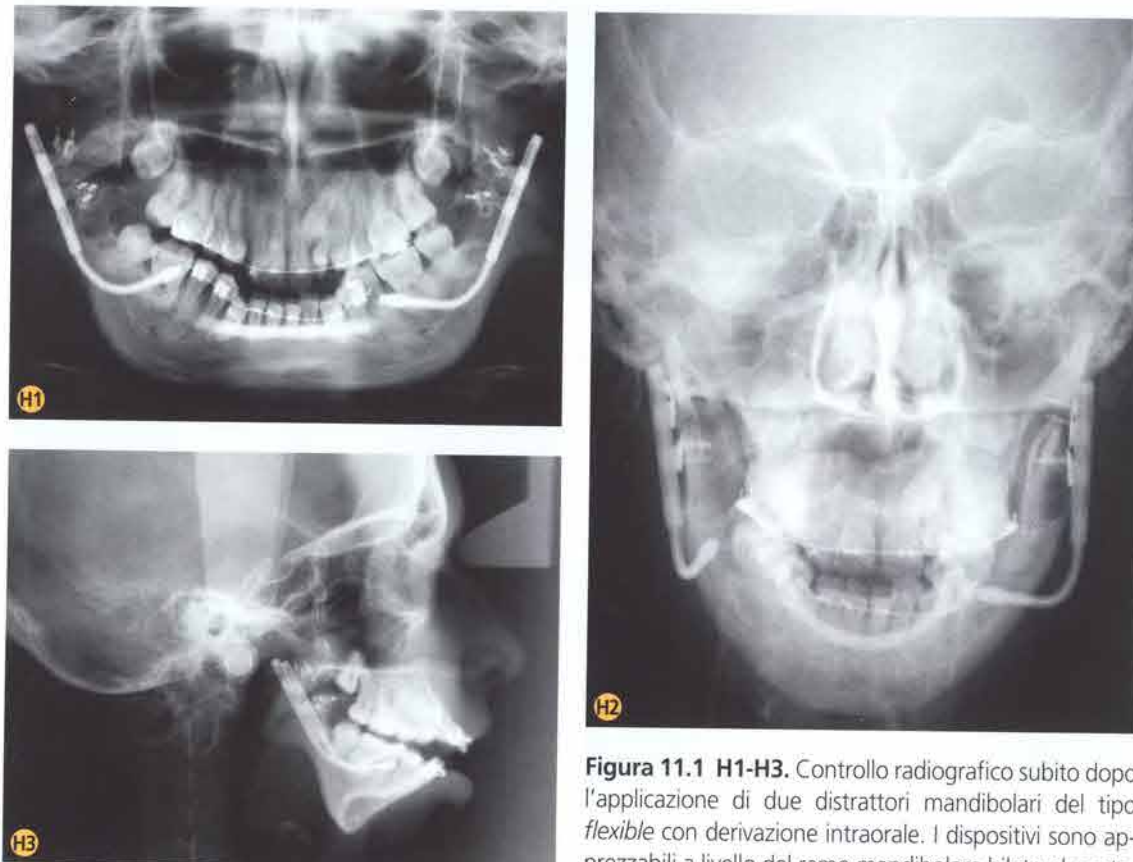 H1
H2
H3
Figura 11.1 H1-H3. Controllo radiografico subito dopo
l'applicazione di due distrattori mandibolari del tipo
flexible con derivazione intraorale. I dispositivi sono ap-